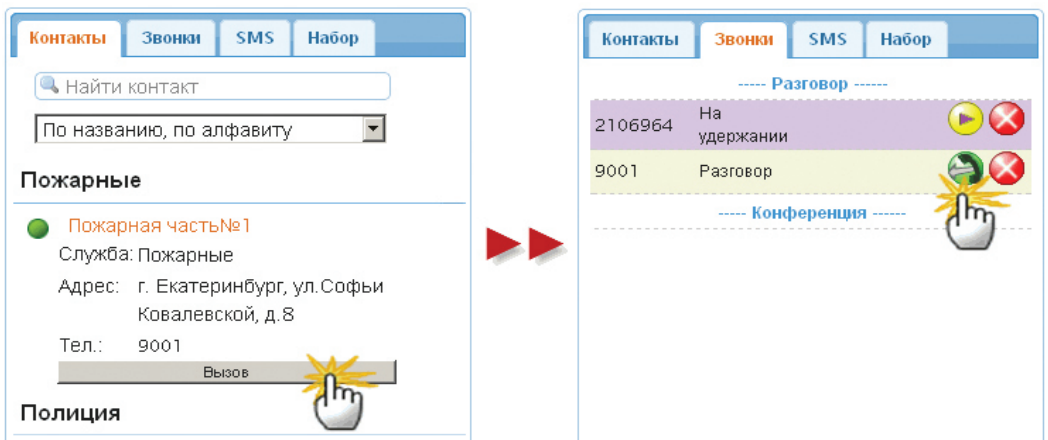 Контакты Звонки SMS Набор
Найти контакт
По названию, по алфавиту
Пожарные
Пожарная часть№1
Служба: Пожарные
Адрес: г. Екатеринбург, ул.Софьи
Ковалевской, д.8
Тел.: 9001
Вызов
Полиция
Контакты Звонки SMS Набор
----- Разговор ------
2106964 На
удержании
9001 Разговор
----- Конференция ------